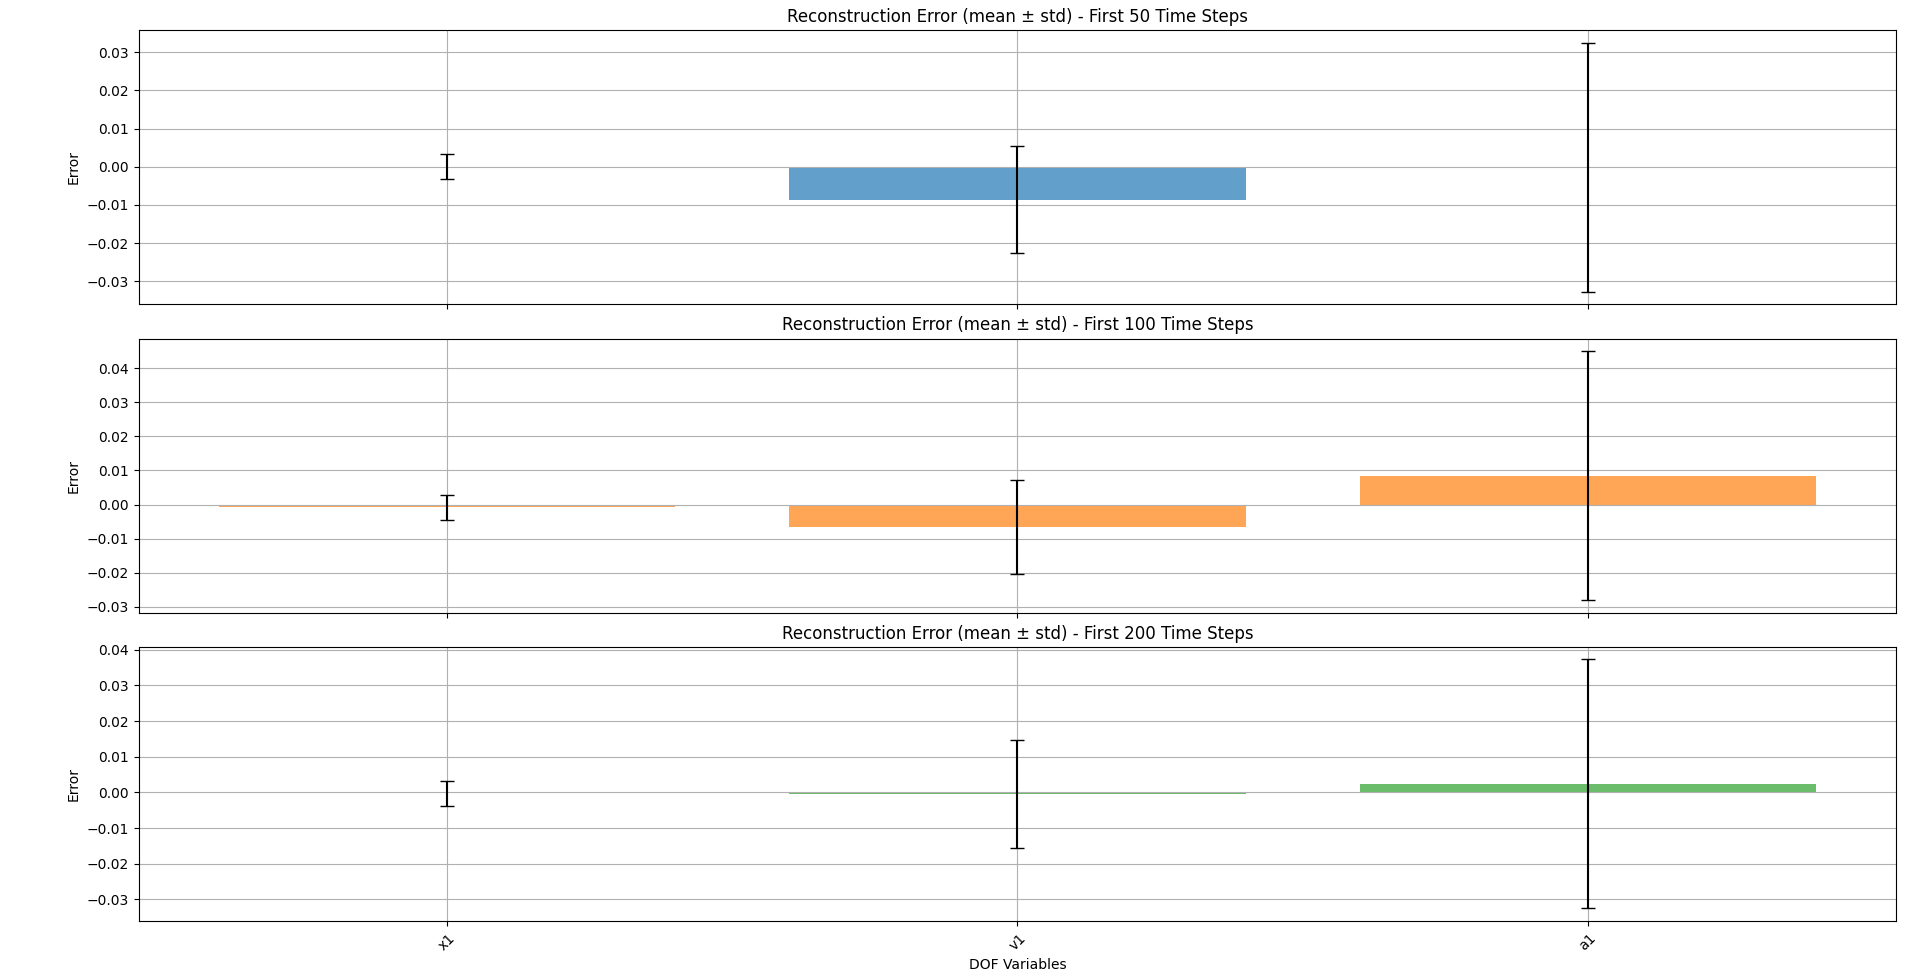 Reconstruction Error (mean ± std) - First 50 Time Steps
0.03
0.02
0.01
0.00
−0.01
−0.02
−0.03
Error
Reconstruction Error (mean ± std) - First 100 Time Steps
0.04
0.03
0.02
0.01
0.00
−0.01
−0.02
−0.03
Error
Reconstruction Error (mean ± std) - First 200 Time Steps
0.04
0.03
0.02
0.01
0.00
−0.01
−0.02
−0.03
Error
x1
v1
a1
DOF Variables